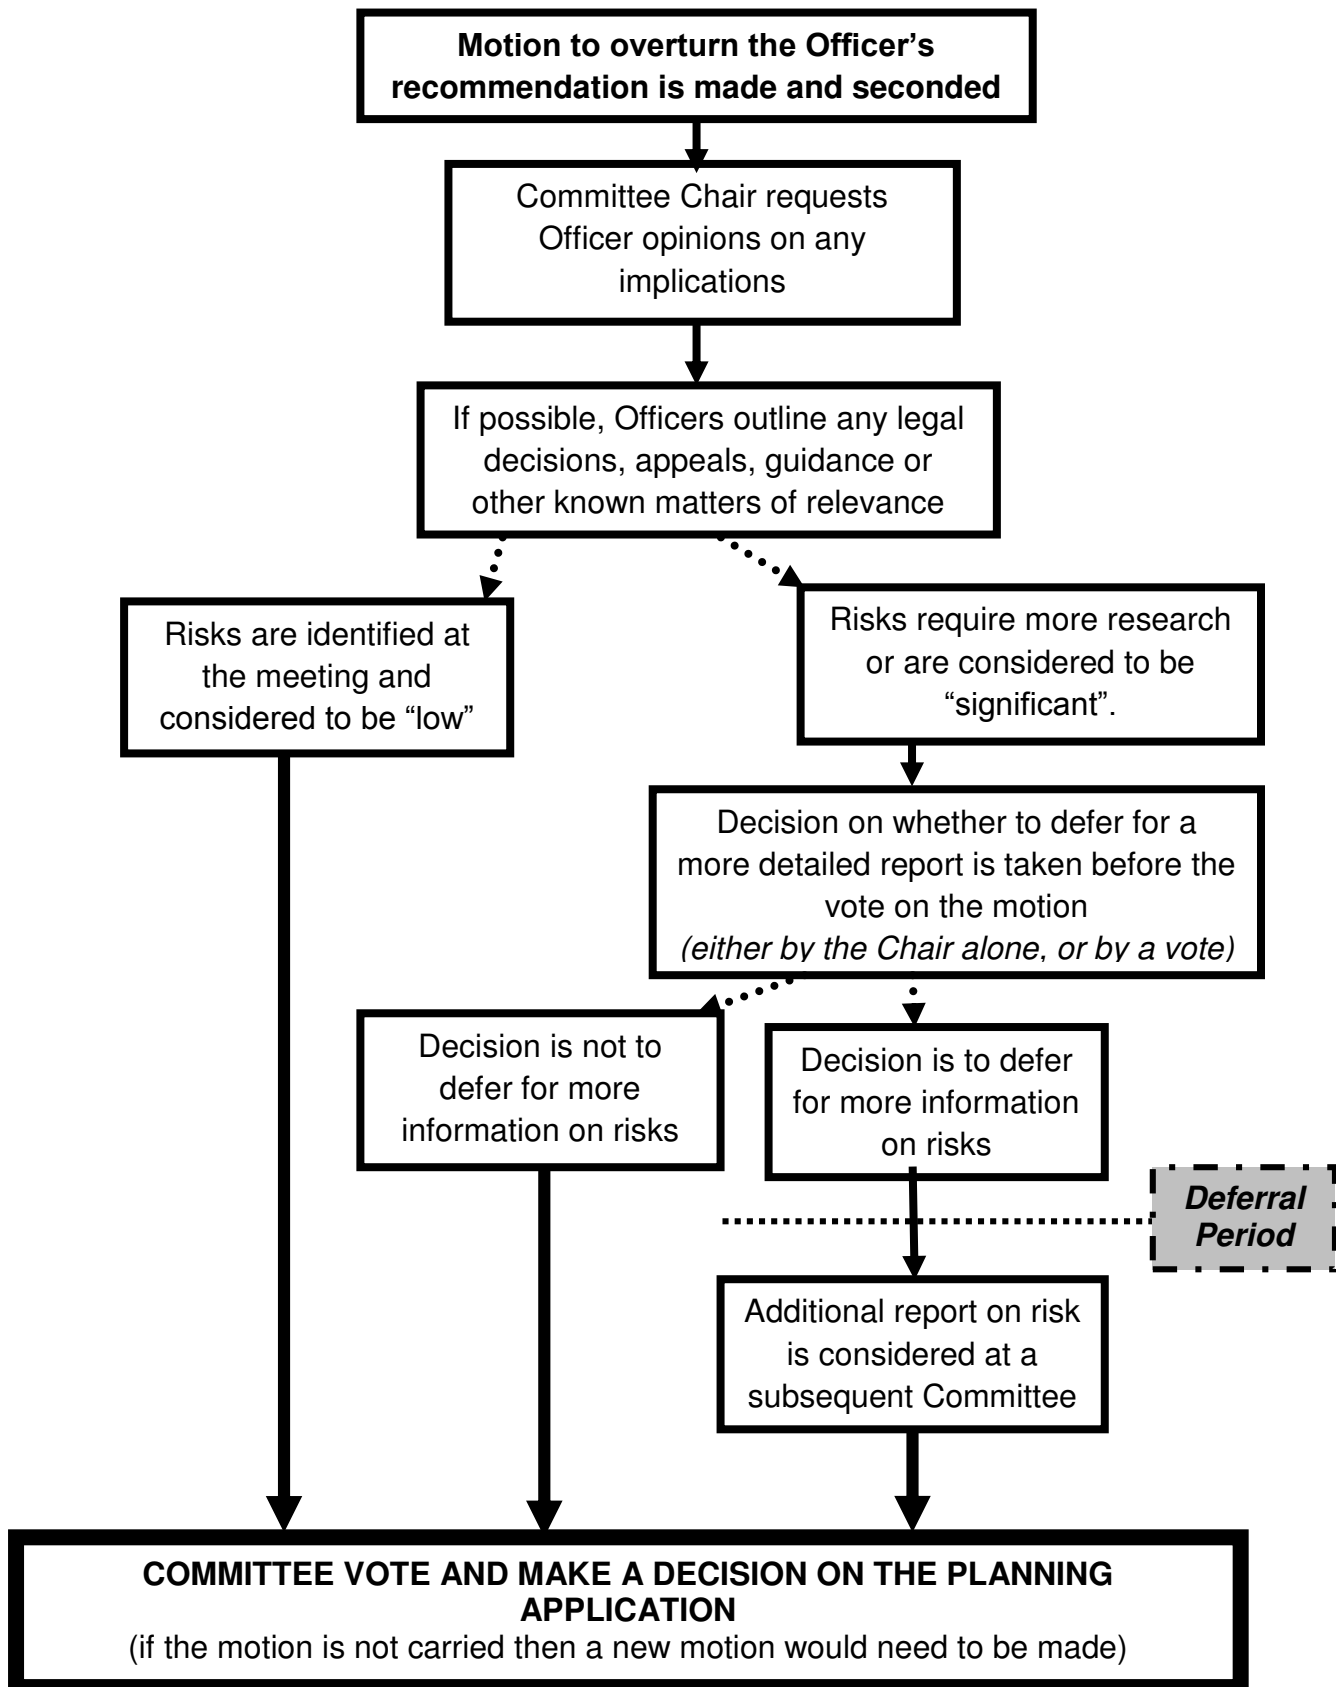 Motion to overturn the Officer’s
recommendation is made and seconded
Committee Chair requests
Officer opinions on any
implications
If possible, Officers outline any legal
decisions, appeals, guidance or
other known matters of relevance
Risks are identified at
the meeting and
considered to be “low”
Risks require more research
or are considered to be
“significant”.
Decision on whether to defer for a
more detailed report is taken before the
vote on the motion
(either by the Chair alone, or by a vote)
Decision is not to
defer for more
information on risks
Decision is to defer
for more information
on risks
Deferral
Period
Additional report on risk
is considered at a
subsequent Committee
COMMITTEE VOTE AND MAKE A DECISION ON THE PLANNING
APPLICATION
(if the motion is not carried then a new motion would need to be made)